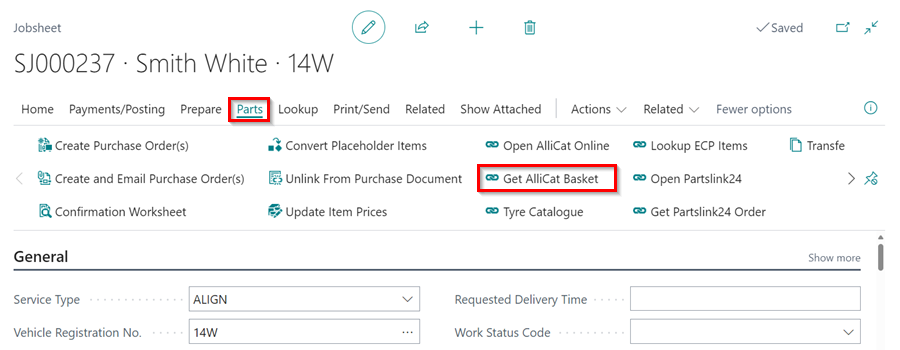 Jobsheet
Saved
SJ000237 · Smith White · 14W
Home Payments/Posting Prepare Parts Lookup Print/Send Related Show Attached Actions Related Fewer options
Create Purchase Order(s) Convert Placeholder Items Open AlliCat Online Lookup ECP Items Transfe
Create and Email Purchase Order(s) Unlink From Purchase Document Get AlliCat Basket Open Partslink24
Confirmation Worksheet Update Item Prices Tyre Catalogue Get Partslink24 Order
General Show more
Service Type ALIGN Requested Delivery Time
Vehicle Registration No. 14W Work Status Code